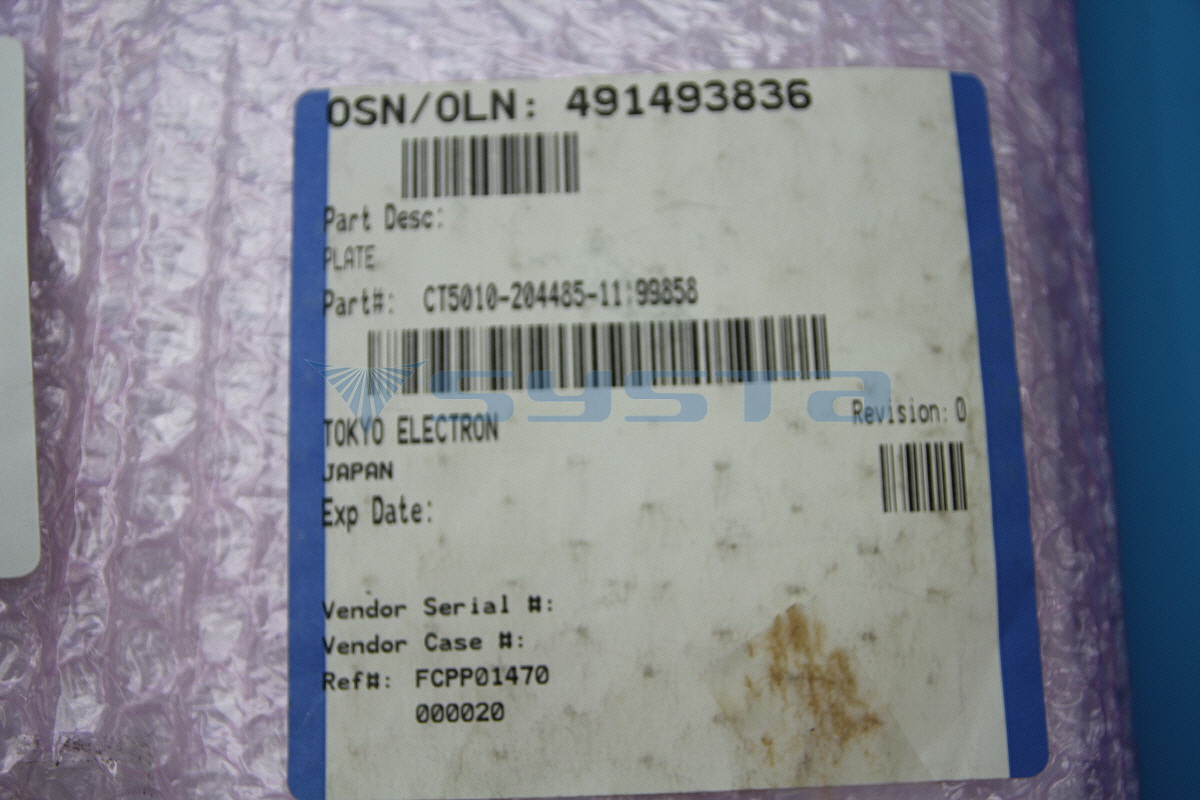 OSN/OLN: 491493836
Part Desc:
PLATE
Part#: CT5010-204485-11:99858
systa
TOKYO ELECTRON
Revision: 0
JAPAN
Exp Date:
Vendor Serial #:
Vendor Case #:
Ref#: FCPP01470
000020